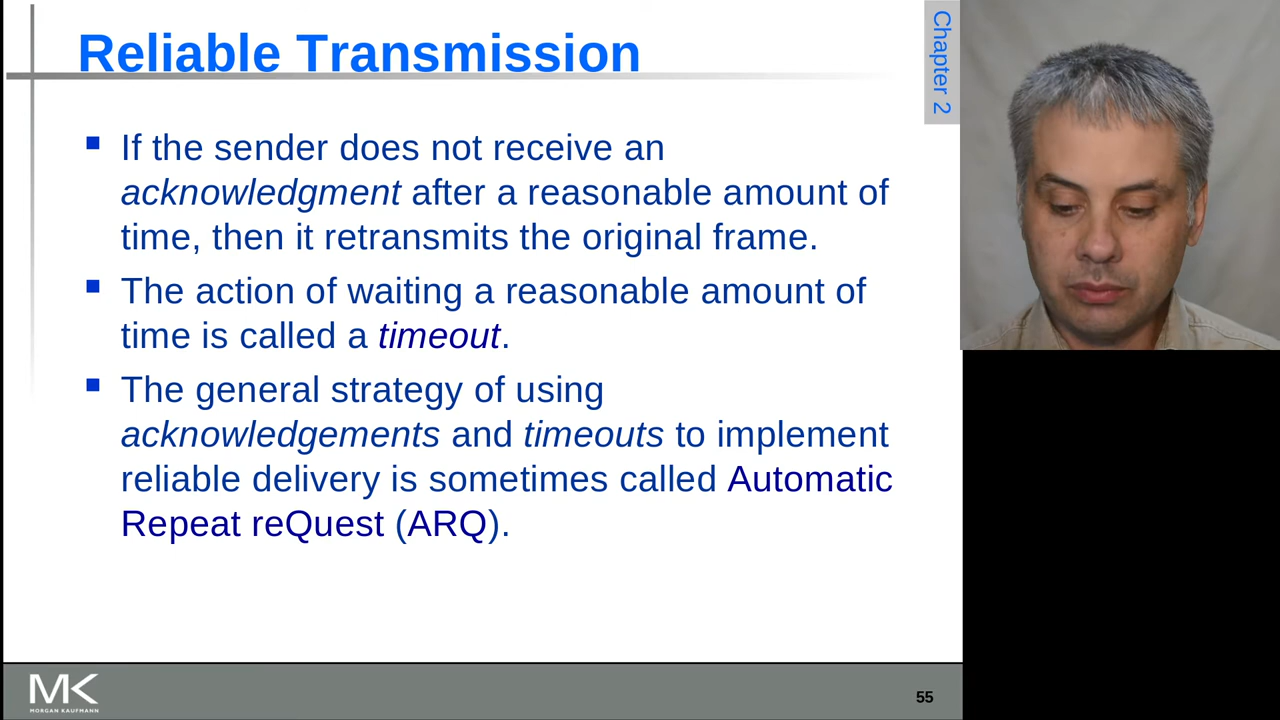 Reliable Transmission
Chapter 2
If the sender does not receive an
acknowledgment after a reasonable amount of
time, then it retransmits the original frame.
The action of waiting a reasonable amount of
time is called a timeout.
The general strategy of using
acknowledgements and timeouts to implement
reliable delivery is sometimes called Automatic
Repeat reQuest (ARQ).
MK
MORGAN KAUFMANN
55